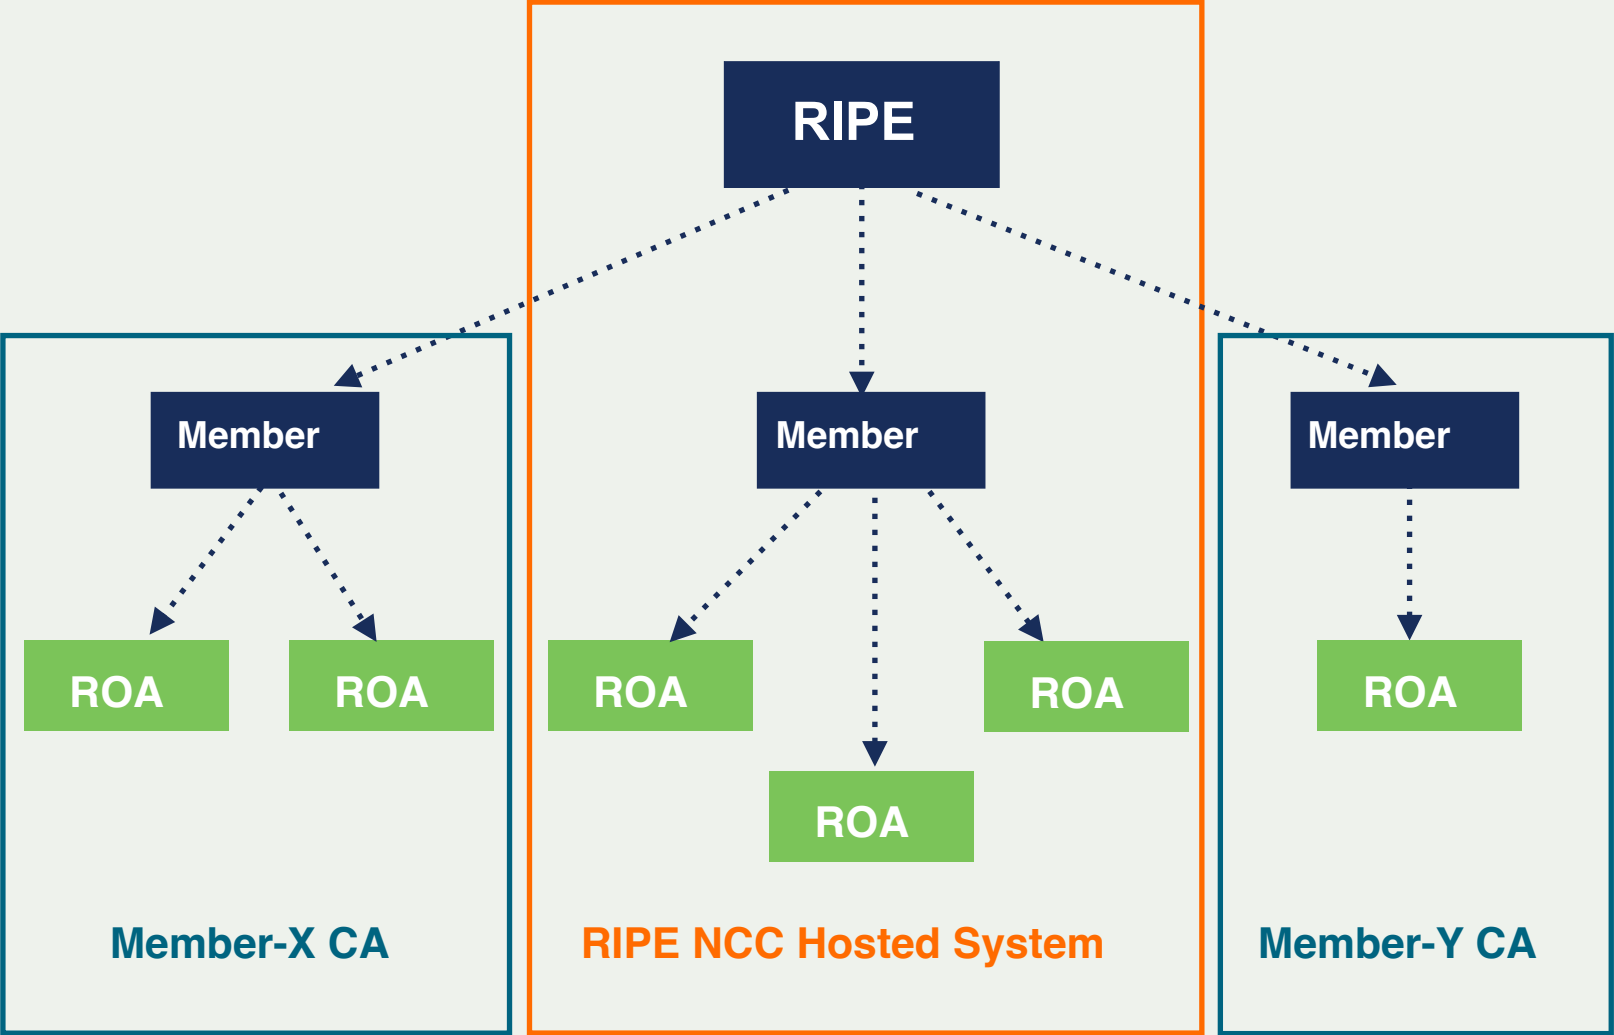 RIPE
Member
Member
Member
ROA
ROA
ROA
ROA
ROA
ROA
Member-X CA
RIPE NCC Hosted System
Member-Y CA